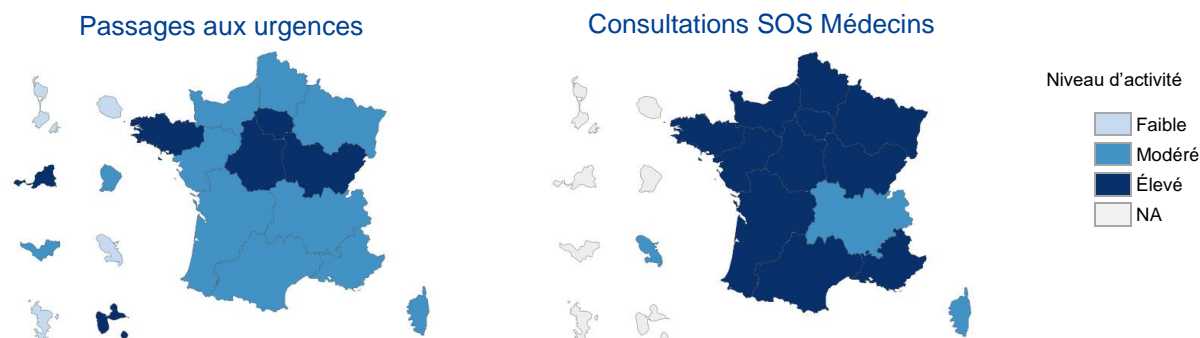 Passages aux urgences
Consultations SOS Médecins
Niveau d’activité
Faible
Modéré
Élevé
NA